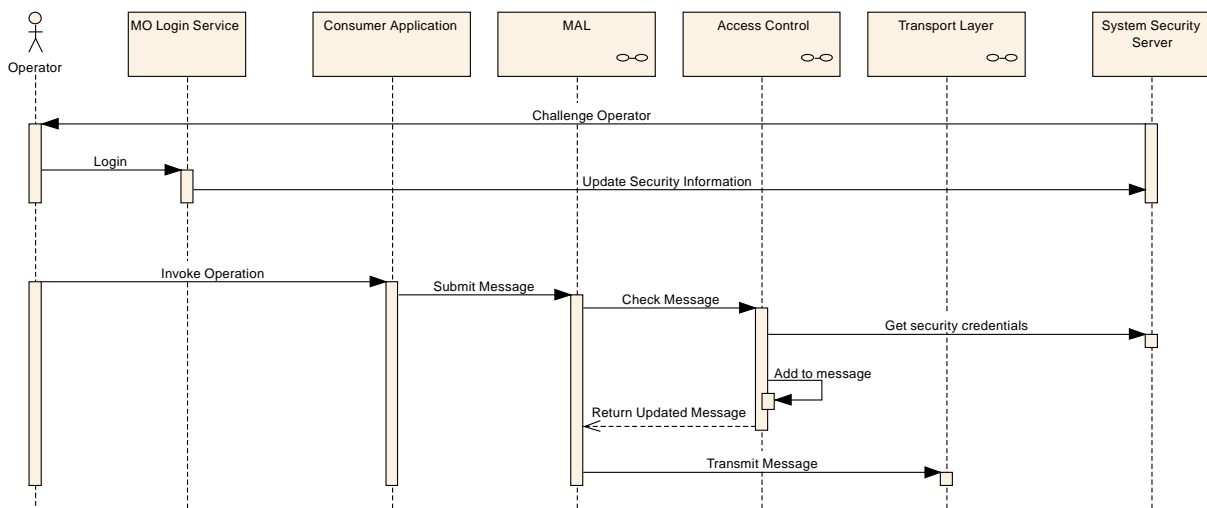 Operator
MO Login Service
Consumer Application
MAL
Access Control
Transport Layer
System Security
Server
Challenge Operator
Login
Update Security Information
Invoke Operation
Submit Message
Check Message
Get security credentials
Add to message
Return Updated Message
Transmit Message